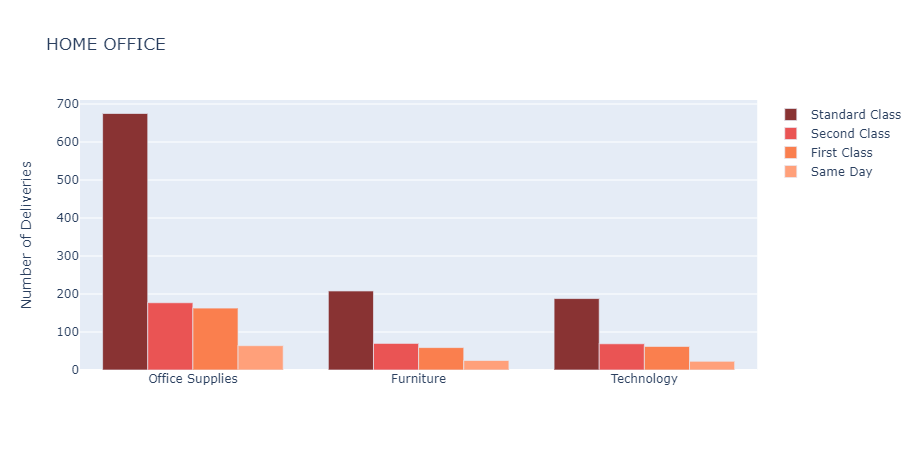 HOME OFFICE
Number of Deliveries
700
600
500
400
300
200
100
0
Office Supplies
Furniture
Technology
Standard Class
Second Class
First Class
Same Day